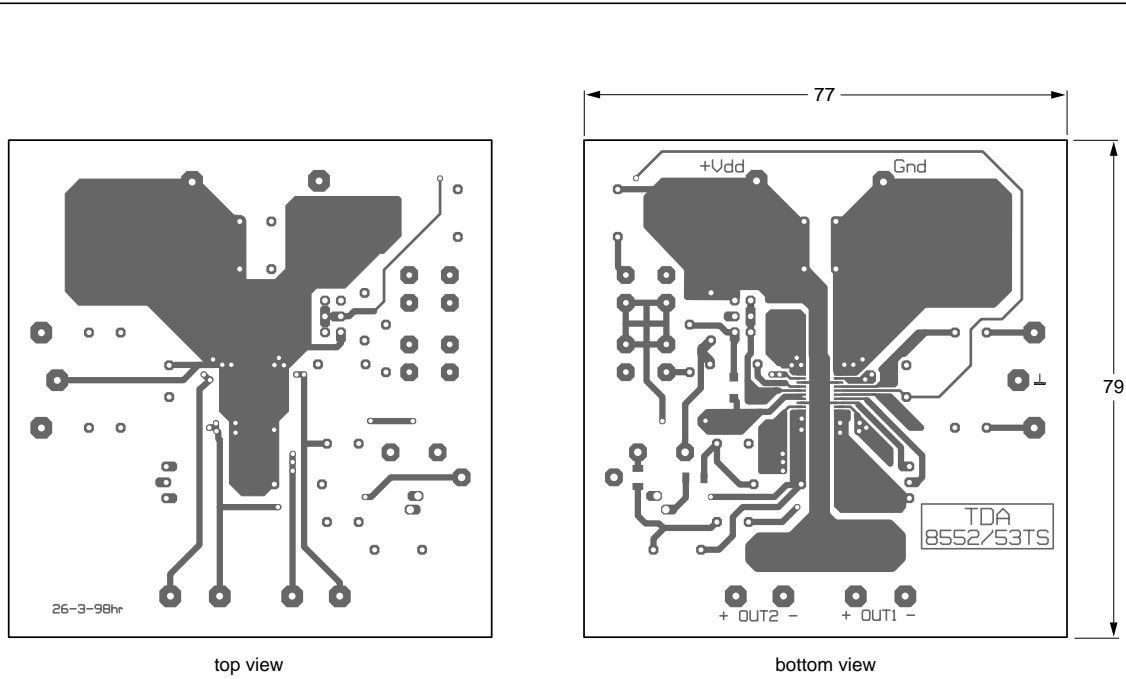 77
+Vdd
Gnd
79
⊥
TDA
8552/53TS
26-3-98hr
+ OUT2 -
+ OUT1 -
top view
bottom view